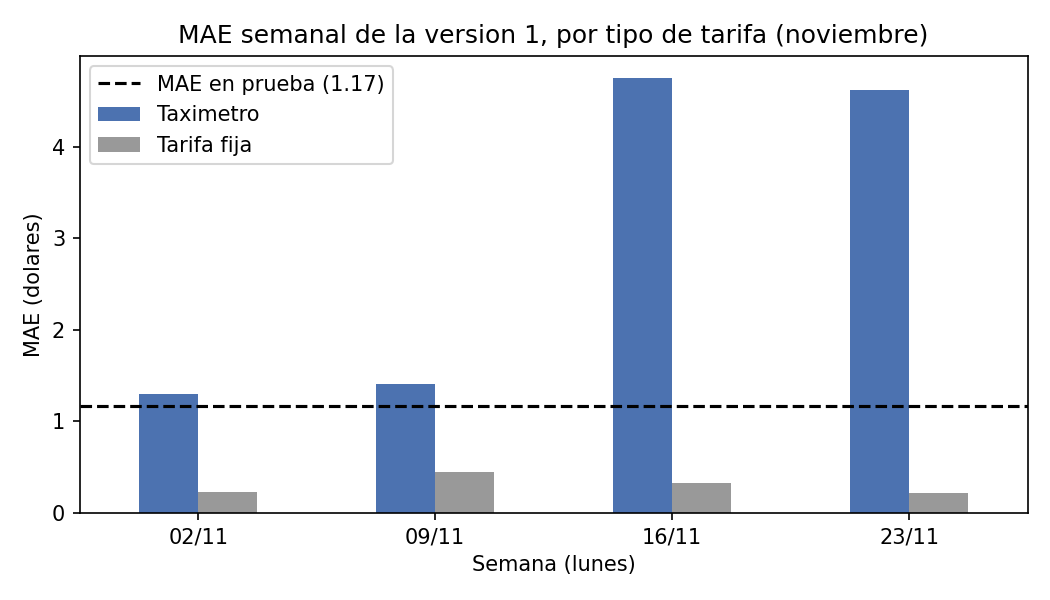 MAE semanal de la version 1, por tipo de tarifa (noviembre)
MAE en prueba (1.17)
Taximetro
Tarifa fija
MAE (dolares)
4
3
2
1
0
02/11
09/11
16/11
23/11
Semana (lunes)